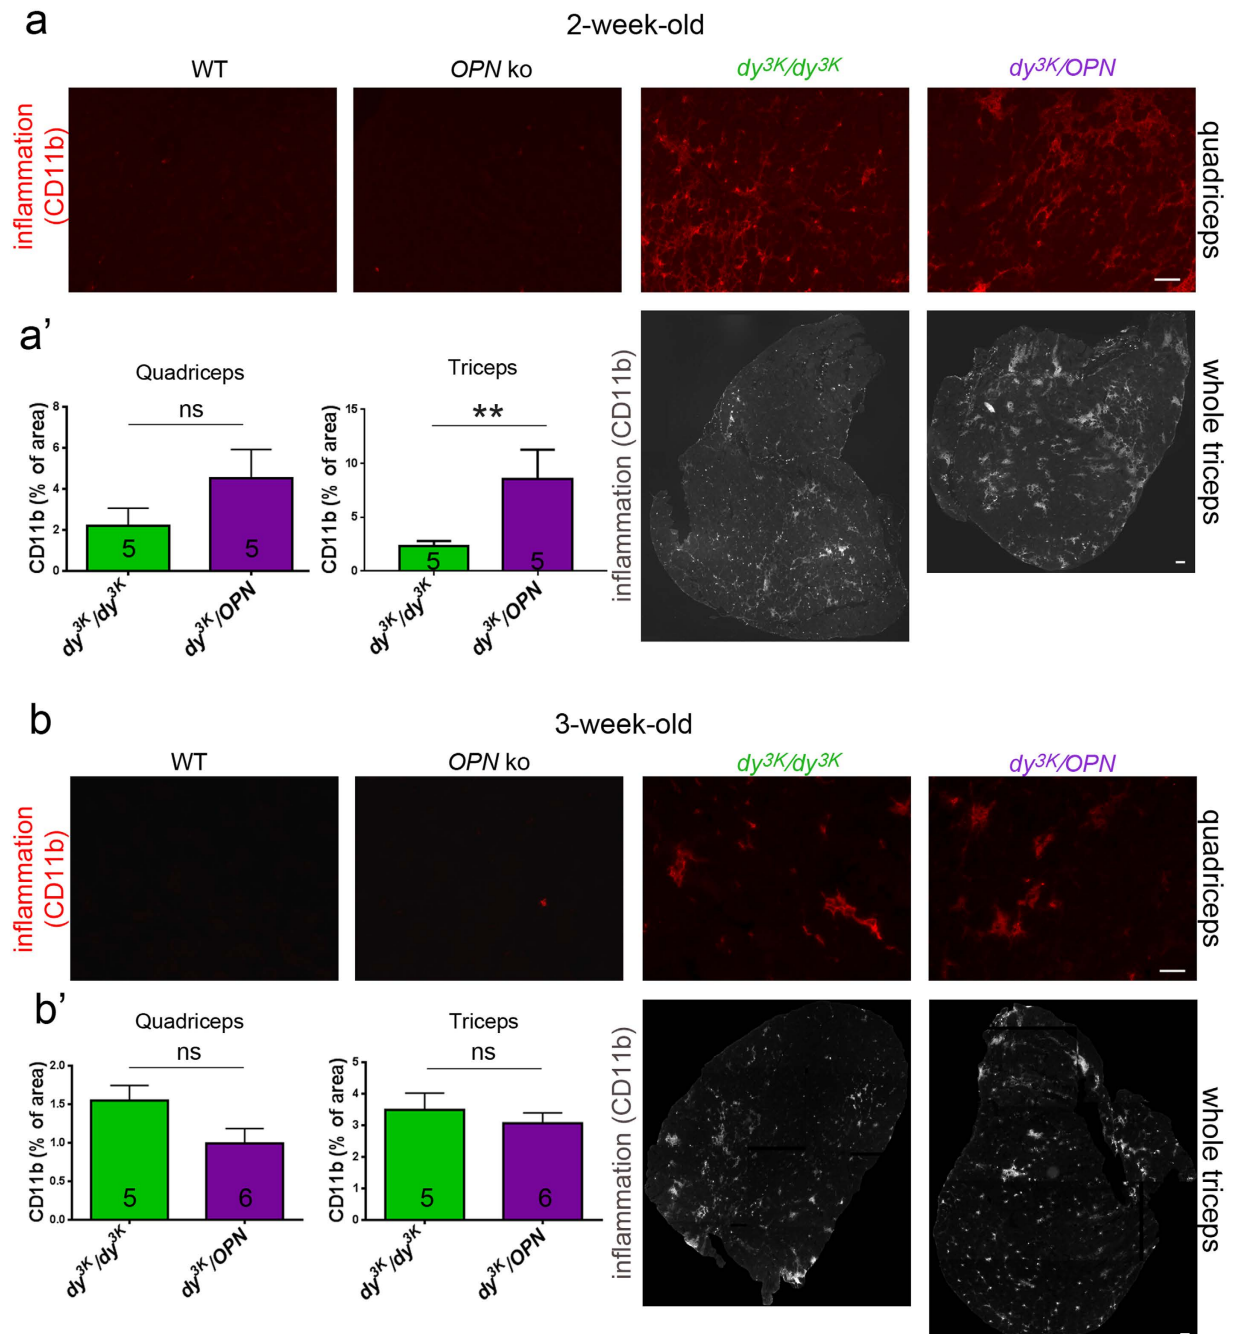 a
2-week-old
WT
OPN ko
dy3K/dy3K
dy3K/OPN
inflammation
(CD11b)
quadriceps
a’
Quadriceps
ns
CD11b (% of area)
8
6
4
2
0
5
5
dy3K/dy3K
dy3K/OPN
Triceps
**
CD11b (% of area)
15
10
5
0
5
5
dy3K/dy3K
dy3K/OPN
inflammation (CD11b)
whole triceps
b
3-week-old
WT
OPN ko
dy3K/dy3K
dy3K/OPN
inflammation
(CD11b)
quadriceps
b’
Quadriceps
ns
CD11b (% of area)
2.0
1.5
1.0
0.5
0.0
5
6
dy3K/dy3K
dy3K/OPN
Triceps
ns
CD11b (% of area)
5
4
3
2
1
0
5
6
dy3K/dy3K
dy3K/OPN
inflammation (CD11b)
whole triceps